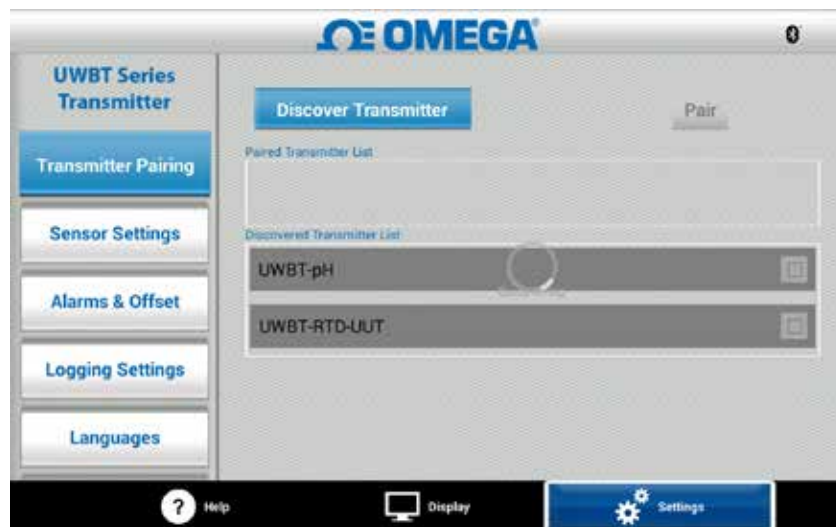 ΩE OMEGA
UWBT Series
Transmitter
Discover Transmitter
Pair
Transmitter Pairing
Paired Transmitter List
Sensor Settings
Discovered Transmitter List
UWBT-pH
Alarms & Offset
UWBT-RTD-UUT
Logging Settings
Languages
? Help
Display
Settings